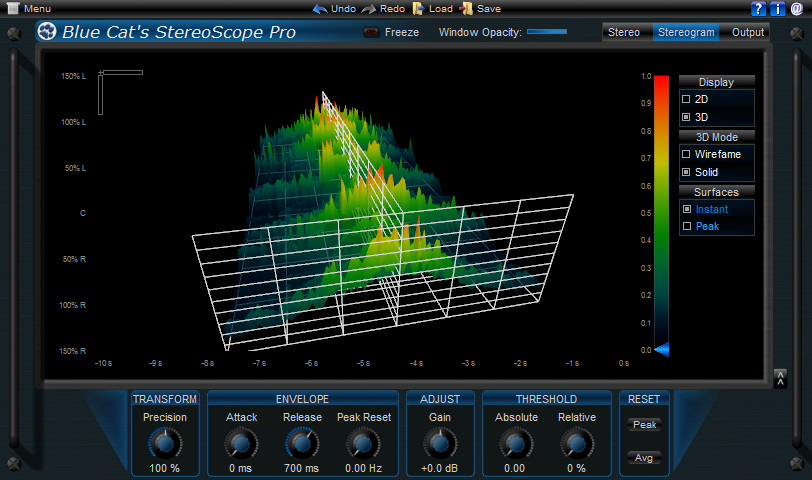 Menu Undo Redo Load Save ? i @
Blue Cat's StereoScope Pro Freeze Window Opacity: Stereo Stereogram Output
150% L
100% L
50% L
C
50% R
100% R
150% R
-10 s -9 s -8 s -7 s -6 s -5 s -4 s -3 s -2 s -1 s 0 s
1.0
0.9
0.8
0.7
0.6
0.5
0.4
0.3
0.2
0.1
0.0
Display
2D
3D
3D Mode
Wirefame
Solid
Surfaces
Instant
Peak
TRANSFORM ENVELOPE ADJUST THRESHOLD RESET
Precision Attack Release Peak Reset Gain Absolute Relative Peak
Avg
100 % 0 ms 700 ms 0.00 Hz +0.0 dB 0.00 0 %